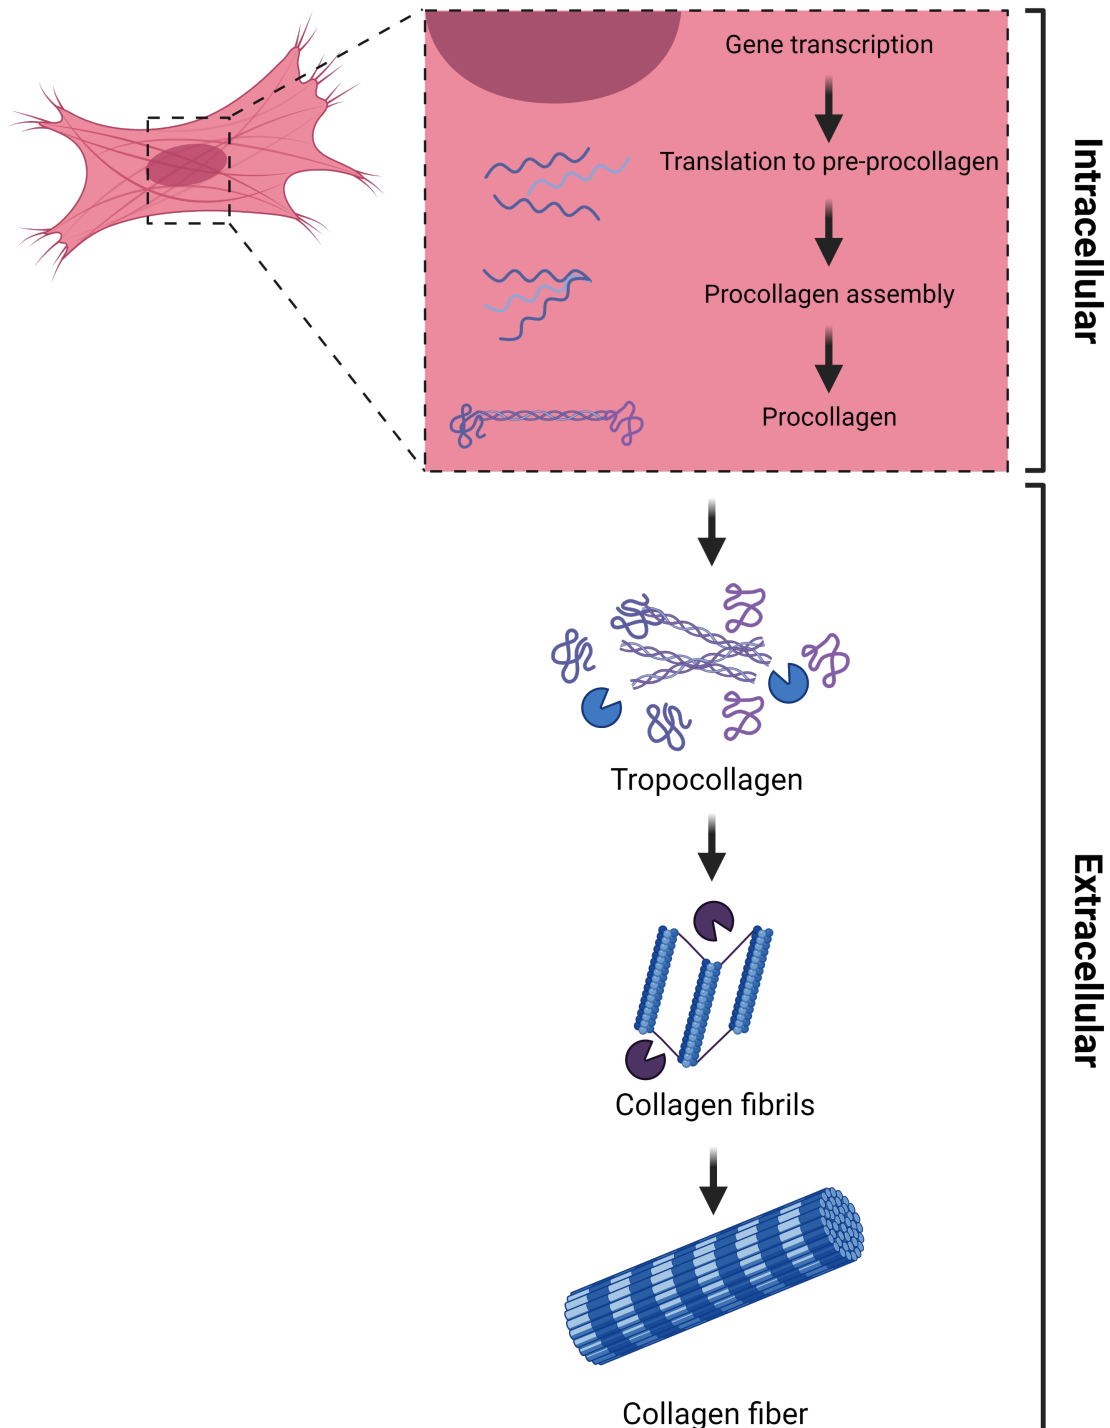 Gene transcription
Translation to pre-procollagen
Procollagen assembly
Procollagen
Intracellular
Tropocollagen
Collagen fibrils
Collagen fiber
Extracellular